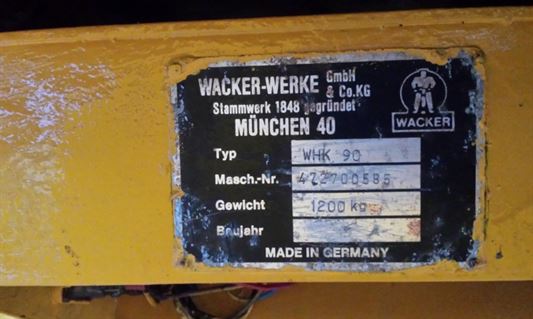 WACKER-WERKE GmbH & Co.KG
Stammwerk 1848 gegründet
MÜNCHEN 40
WACKER
Typ WHK 90
Masch.-Nr. 422700585
Gewicht 1200 kg
Baujahr
MADE IN GERMANY